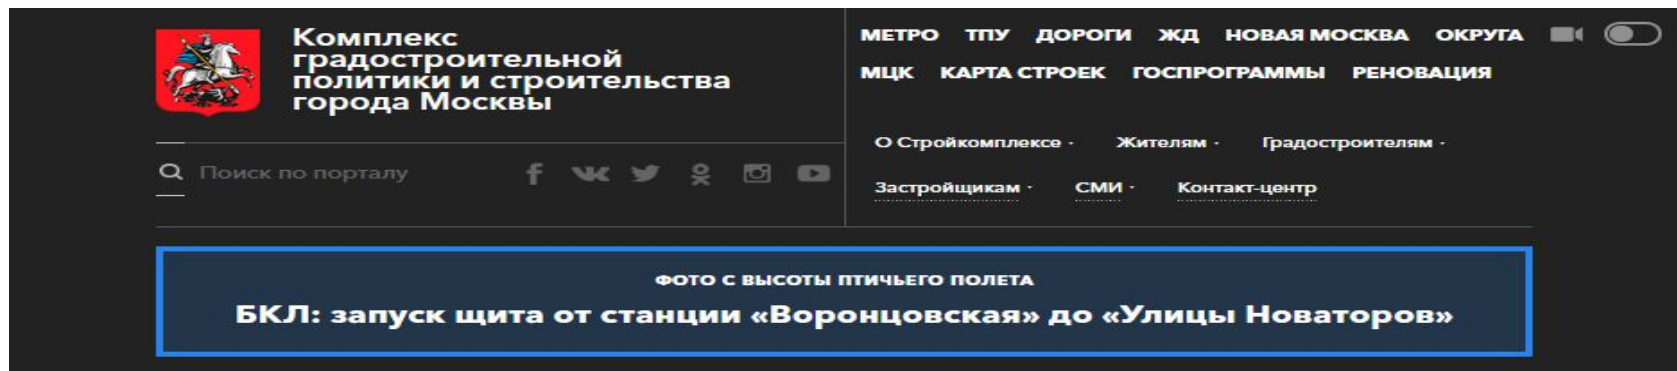 Комплекс
градостроительной
политики и строительства
города Москвы
Поиск по порталу
МЕТРО ТПУ ДОРОГИ ЖД НОВАЯ МОСКВА ОКРУГА
МЦК КАРТА СТРОЕК ГОСПРОГРАММЫ РЕНОВАЦИЯ
О Стройкомплексе · Жителям · Градостроителям ·
Застройщикам · СМИ · Контакт-центр
ФОТО С ВЫСОТЫ ПТИЧЬЕГО ПОЛЕТА
БКЛ: запуск щита от станции «Воронцовская» до «Улицы Новаторов»